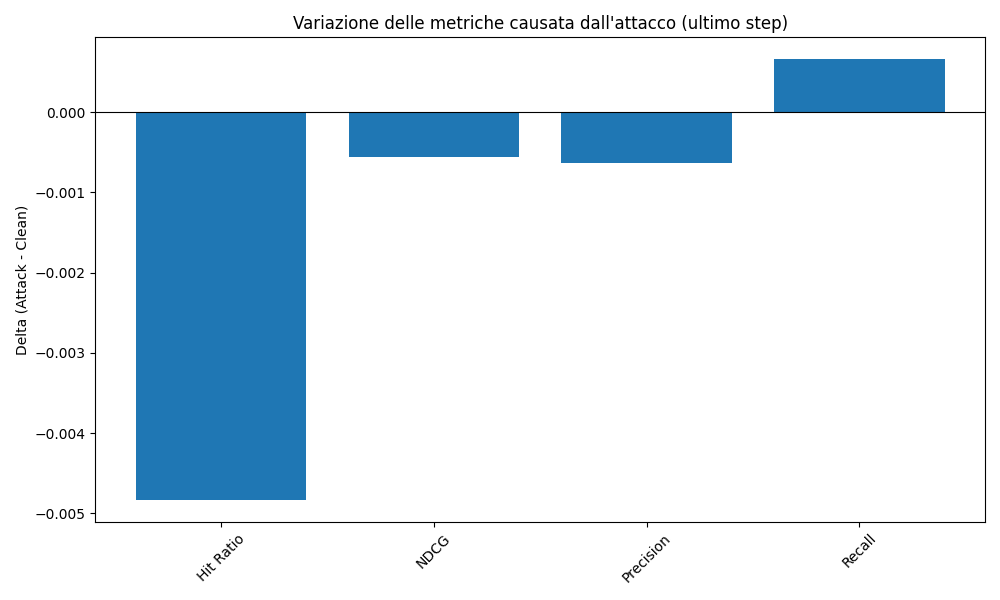 Variazione delle metriche causata dall'attacco (ultimo step)
Delta (Attack - Clean)
0.000
−0.001
−0.002
−0.003
−0.004
−0.005
Hit Ratio
NDCG
Precision
Recall